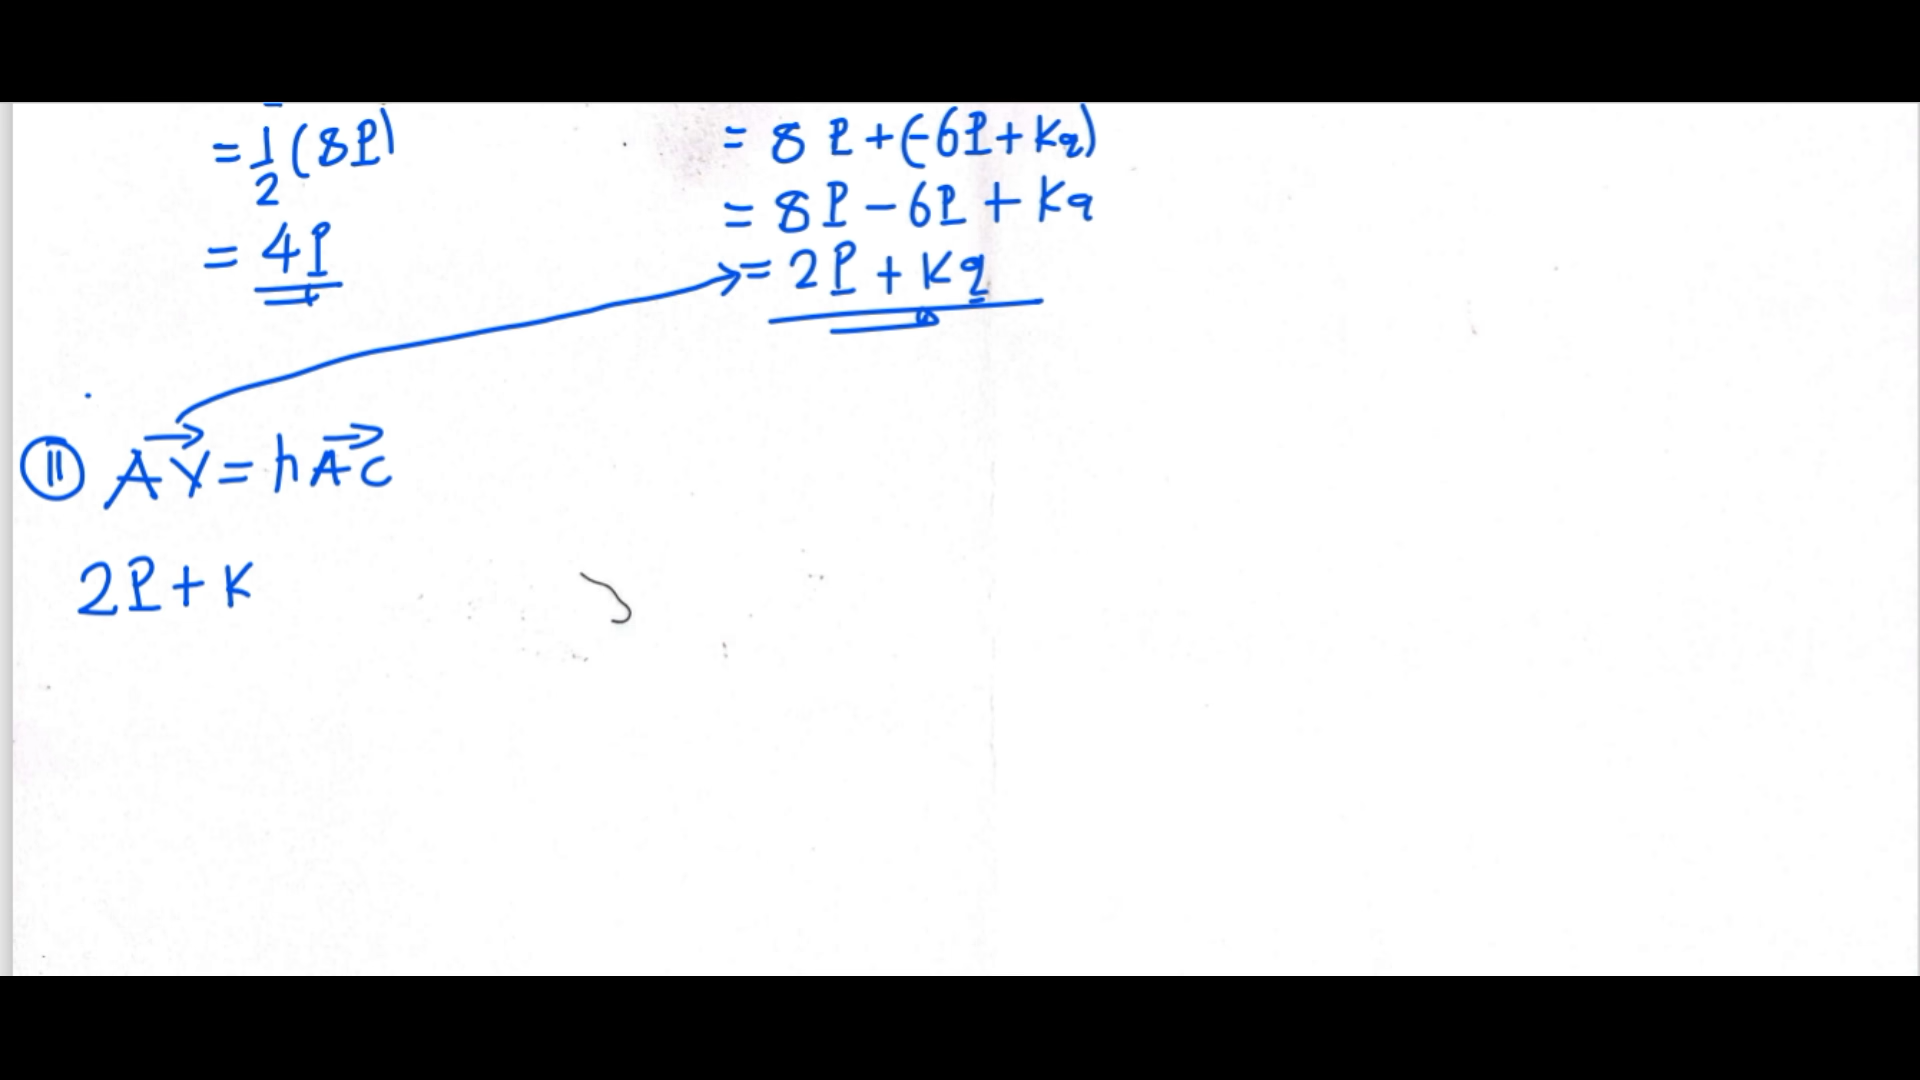 = 1/2 (8P)
= 4P
= 8P + (-6P + Kq)
= 8P - 6P + Kq
= 2P + Kq
II AY = hAC
2P + K